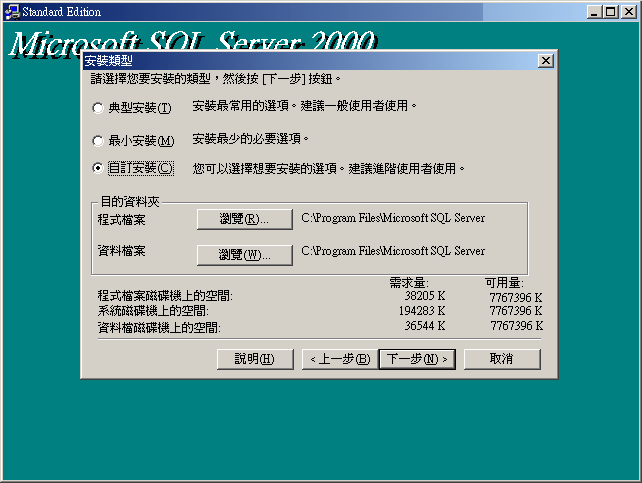 Standard Edition
Microsoft SQL Server 2000
安裝類型
請選擇您要安裝的類型，然後按 [下一步] 按鈕。
典型安裝(T) 安裝最常用的選項。建議一般使用者使用。
最小安裝(M) 安裝最少的必要選項。
自訂安裝(C) 您可以選擇想要安裝的選項。建議進階使用者使用。
目的資料夾
程式檔案 瀏覽(R)... C:\Program Files\Microsoft SQL Server
資料檔案 瀏覽(W)... C:\Program Files\Microsoft SQL Server
需求量: 可用量:
程式檔案磁碟機上的空間: 38205 K 7767396 K
系統磁碟機上的空間: 194283 K 7767396 K
資料檔磁碟機上的空間: 36544 K 7767396 K
說明(H) < 上一步(B) 下一步(N) > 取消